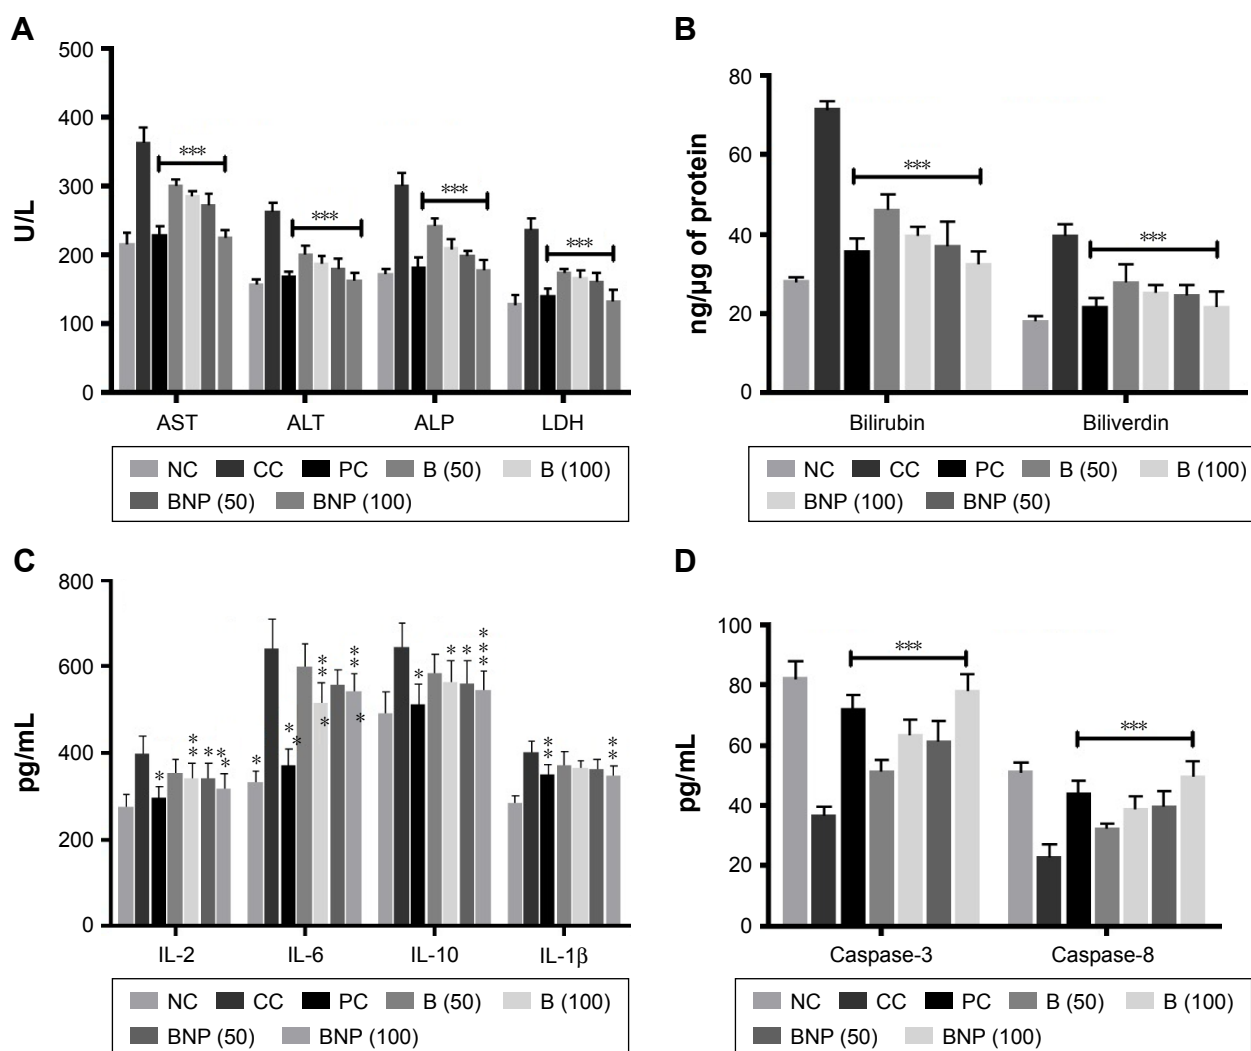 A
500
400
300
200
100
0
U/L
***
***
***
***
AST ALT ALP LDH
NC CC PC B (50) B (100)
BNP (50) BNP (100)
B
80
60
40
20
0
ng/µg of protein
***
***
Bilirubin Biliverdin
NC CC PC B (50) B (100)
BNP (100) BNP (50)
C
800
600
400
200
0
pg/mL
* ** * **
* ** ** * ** *
* * * ***
** **
IL-2 IL-6 IL-10 IL-1β
NC CC PC B (50) B (100)
BNP (50) BNP (100)
D
100
80
60
40
20
0
pg/mL
***
***
Caspase-3 Caspase-8
NC CC PC B (50) B (100)
BNP (50) BNP (100)